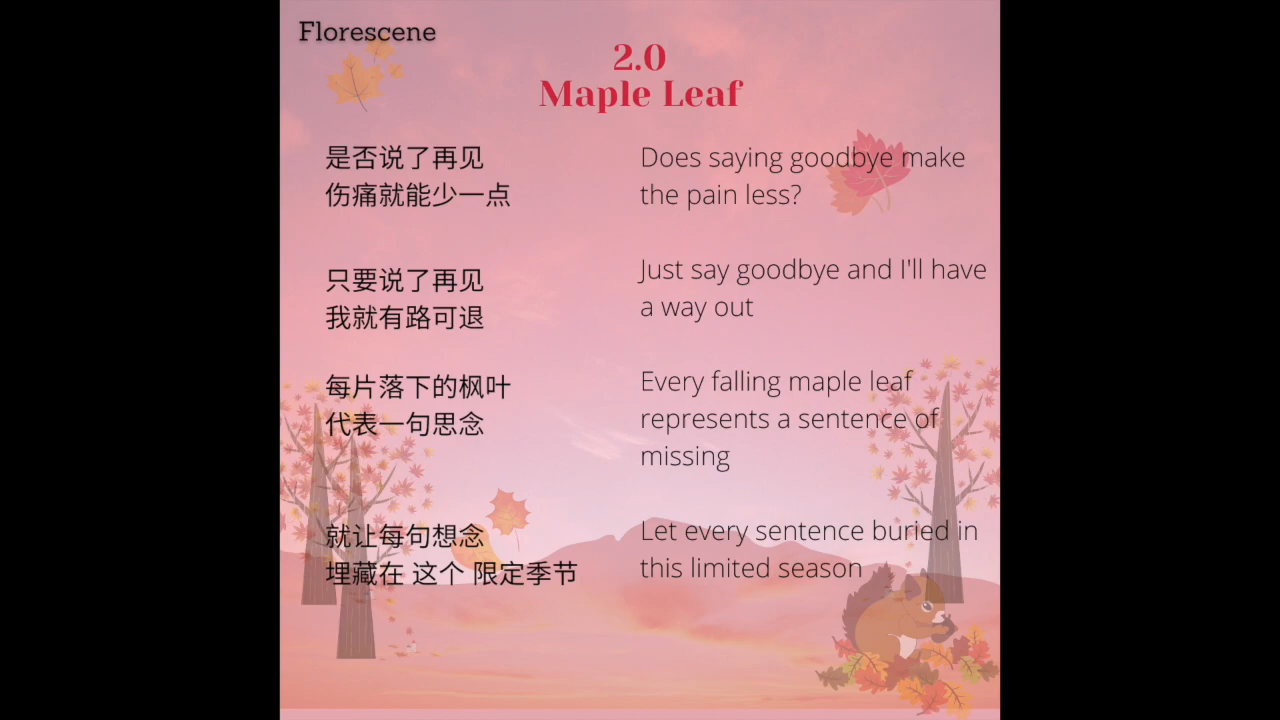 Florescene
2.0
Maple Leaf
是否说了再见
伤痛就能少一点
Does saying goodbye make
the pain less?
只要说了再见
我就有路可退
Just say goodbye and I'll have
a way out
每片落下的枫叶
代表一句思念
Every falling maple leaf
represents a sentence of
missing
就让每句想念
埋藏在 这个 限定季节
Let every sentence buried in
this limited season